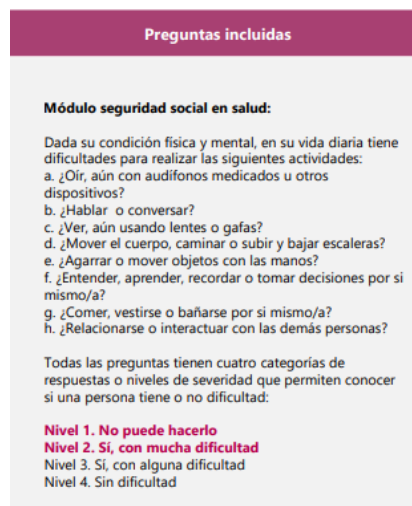 Preguntas incluidas
Módulo seguridad social en salud:
Dada su condición física y mental, en su vida diaria tiene
dificultades para realizar las siguientes actividades:
a. ¿Oír, aún con audífonos medicados u otros
dispositivos?
b. ¿Hablar  o conversar?
c. ¿Ver, aún usando lentes o gafas?
d. ¿Mover el cuerpo, caminar o subir y bajar escaleras?
e. ¿Agarrar o mover objetos con las manos?
f. ¿Entender, aprender, recordar o tomar decisiones por si
mismo/a?
g. ¿Comer, vestirse o bañarse por si mismo/a?
h. ¿Relacionarse o interactuar con las demás personas?
Todas las preguntas tienen cuatro categorías de
respuestas o niveles de severidad que permiten conocer
si una persona tiene o no dificultad:
Nivel 1. No puede hacerlo
Nivel 2. Sí, con mucha dificultad
Nivel 3. Sí, con alguna dificultad
Nivel 4. Sin dificultad